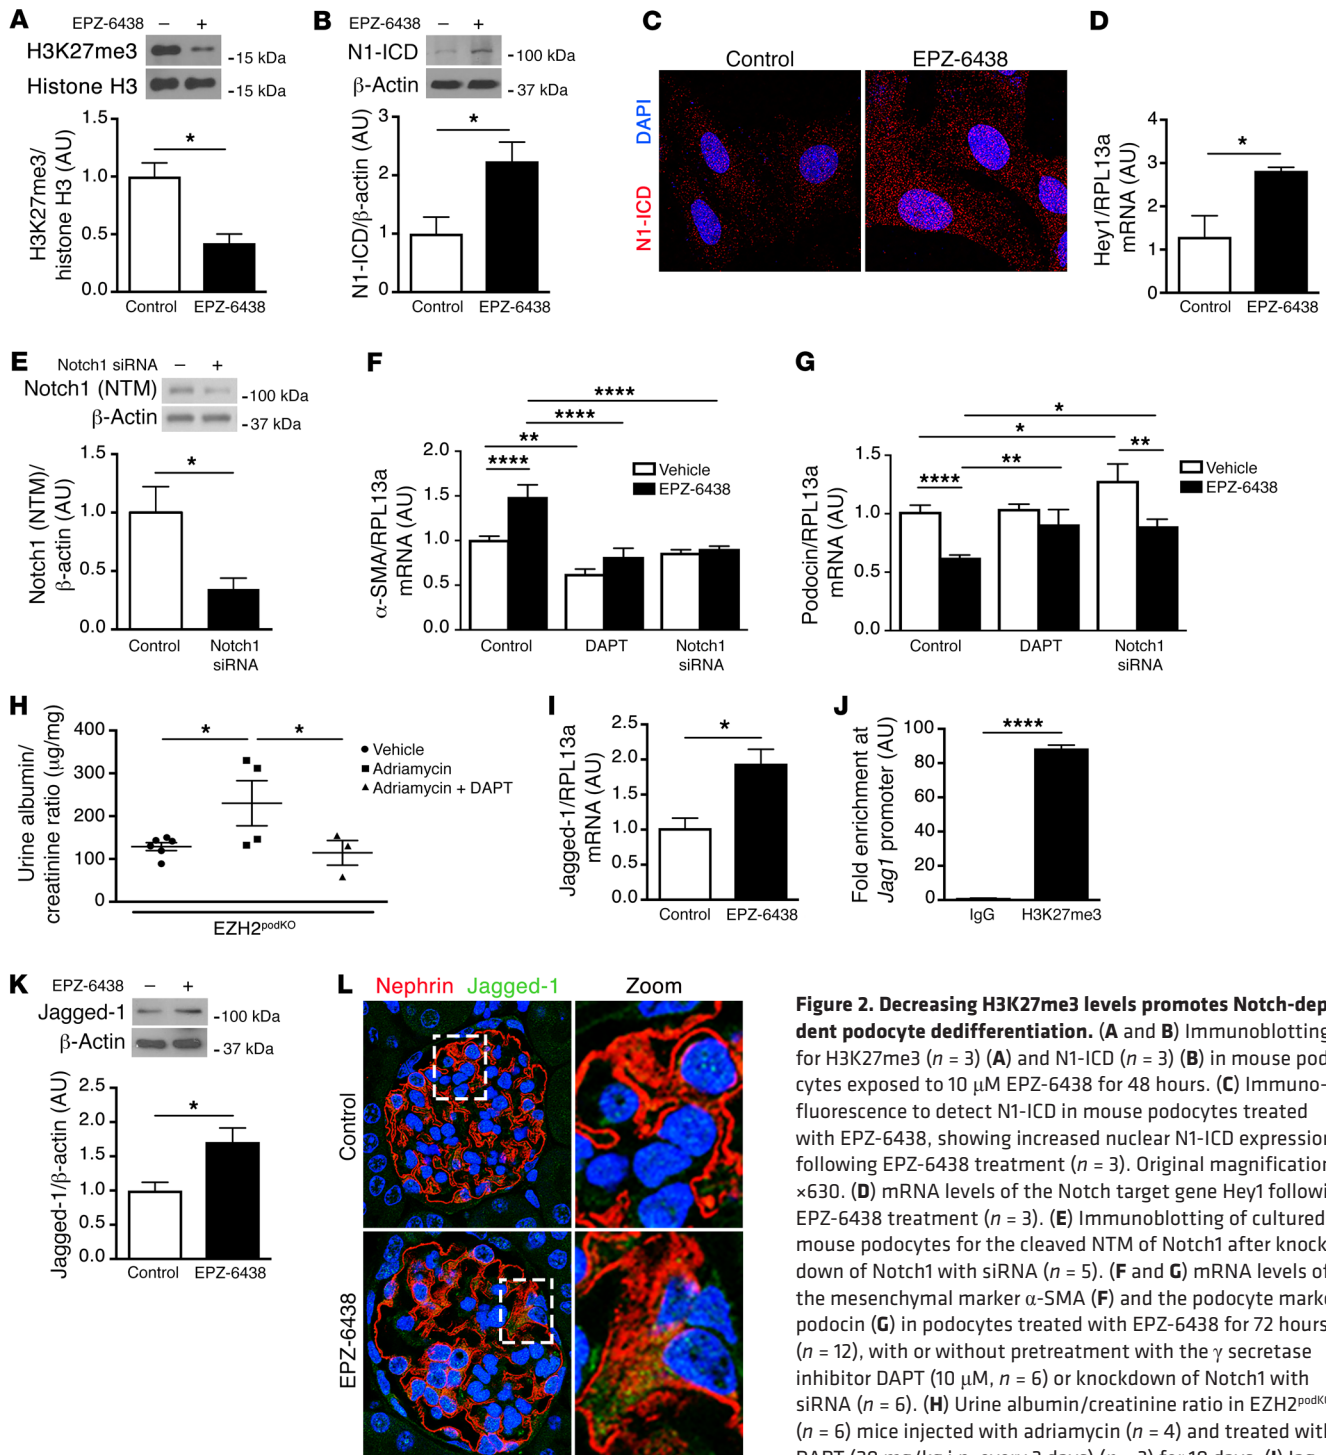 A
EPZ-6438 – +
H3K27me3
-15 kDa
Histone H3
-15 kDa
H3K27me3/
histone H3 (AU)
1.5
1.0
0.5
0.0
*
Control EPZ-6438
B
EPZ-6438 – +
N1-ICD
-100 kDa
β-Actin
-37 kDa
N1-ICD/β-actin (AU)
3
2
1
0
*
Control EPZ-6438
C
Control EPZ-6438
N1-ICD DAPI
D
Hey1/RPL13a
mRNA (AU)
4
3
2
1
0
*
Control EPZ-6438
E
Notch1 siRNA – +
Notch1 (NTM)
-100 kDa
β-Actin
-37 kDa
Notch1 (NTM)/
β-actin (AU)
1.5
1.0
0.5
0.0
*
Control Notch1
siRNA
F
α-SMA/RPL13a
mRNA (AU)
2.0
1.5
1.0
0.5
0.0
****
****
**
****
Vehicle
EPZ-6438
Control DAPT Notch1
siRNA
G
Podocin/RPL13a
mRNA (AU)
1.5
1.0
0.5
0.0
*
*
**
**
****
Vehicle
EPZ-6438
Control DAPT Notch1
siRNA
H
Urine albumin/
creatinine ratio (μg/mg)
400
300
200
100
0
* *
Vehicle
Adriamycin
Adriamycin + DAPT
EZH2podKO
I
Jagged-1/RPL13a
mRNA (AU)
2.5
2.0
1.5
1.0
0.5
0.0
*
Control EPZ-6438
J
Fold enrichment at
Jag1 promoter (AU)
100
80
60
40
20
0
****
IgG H3K27me3
K
EPZ-6438 – +
Jagged-1
-100 kDa
β-Actin
-37 kDa
Jagged-1/β-actin (AU)
2.5
2.0
1.5
1.0
0.5
0.0
*
Control EPZ-6438
L
Nephrin Jagged-1 Zoom
Control
EPZ-6438
Figure 2. Decreasing H3K27me3 levels promotes Notch-dep
dent podocyte dedifferentiation. (A and B) Immunoblotting
for H3K27me3 (n = 3) (A) and N1-ICD (n = 3) (B) in mouse pod
cytes exposed to 10 μM EPZ-6438 for 48 hours. (C) Immuno-
fluorescence to detect N1-ICD in mouse podocytes treated
with EPZ-6438, showing increased nuclear N1-ICD expression
following EPZ-6438 treatment (n = 3). Original magnification
×630. (D) mRNA levels of the Notch target gene Hey1 followi
EPZ-6438 treatment (n = 3). (E) Immunoblotting of cultured
mouse podocytes for the cleaved NTM of Notch1 after knock
down of Notch1 with siRNA (n = 5). (F and G) mRNA levels of
the mesenchymal marker α-SMA (F) and the podocyte marke
podocin (G) in podocytes treated with EPZ-6438 for 72 hours
(n = 12), with or without pretreatment with the γ secretase
inhibitor DAPT (10 μM, n = 6) or knockdown of Notch1 with
siRNA (n = 6). (H) Urine albumin/creatinine ratio in EZH2podKO
(n = 6) mice injected with adriamycin (n = 4) and treated with